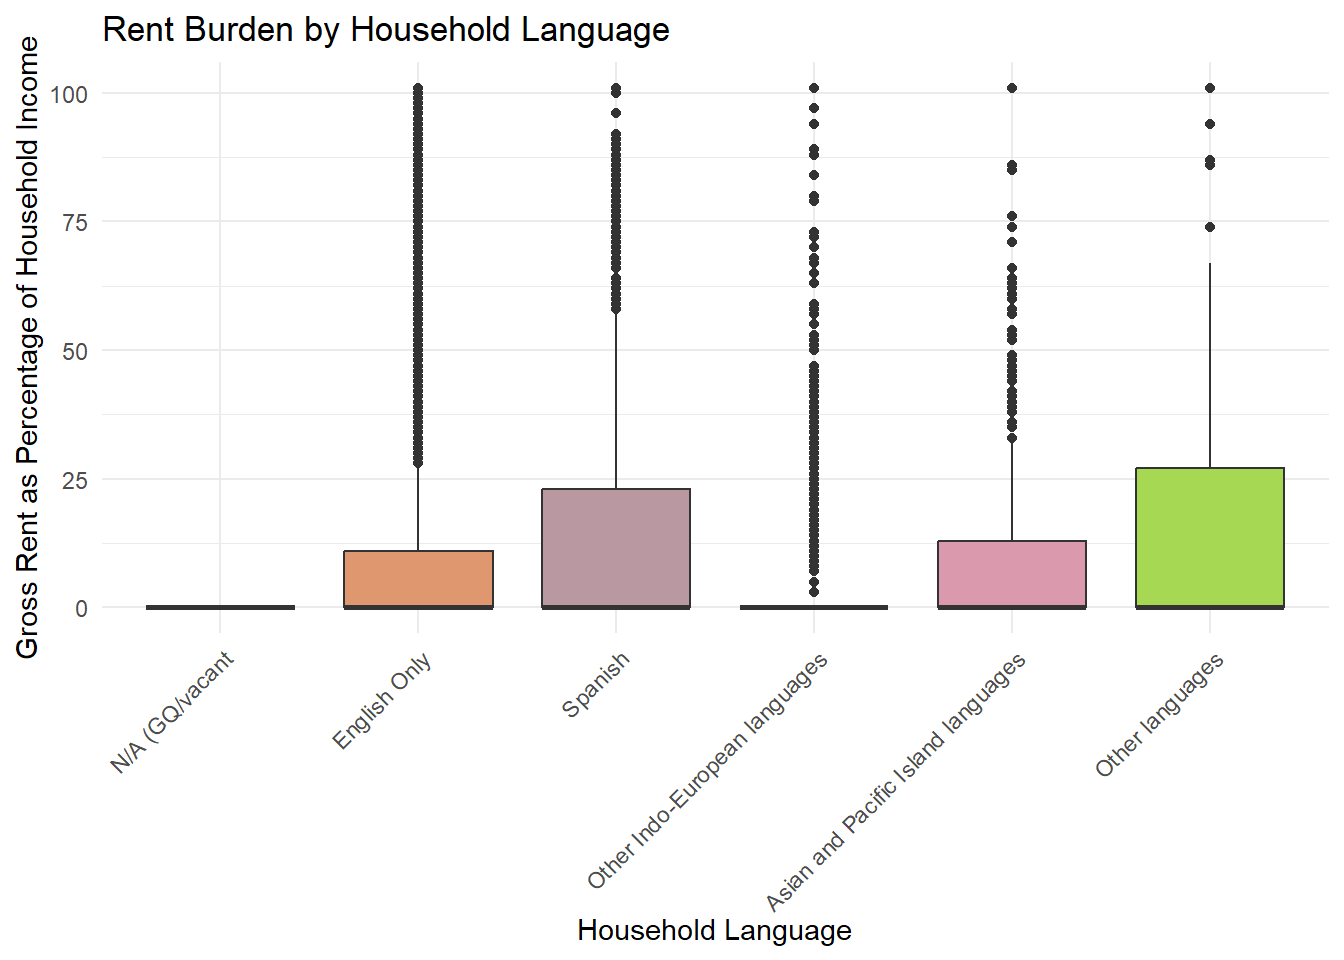 Rent Burden by Household Language
Gross Rent as Percentage of Household Income
100
75
50
25
0
N/A (GQ/vacant
English Only
Spanish
Other Indo-European languages
Asian and Pacific Island languages
Other languages
Household Language